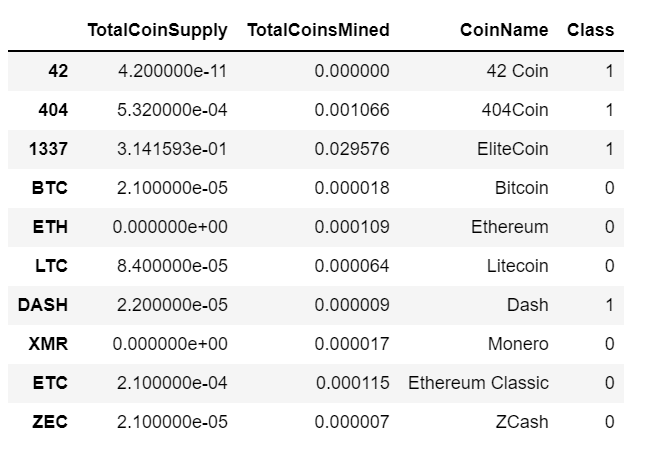 TotalCoinSupply TotalCoinsMined CoinName Class
42 4.200000e-11 0.000000 42 Coin 1
404 5.320000e-04 0.001066 404Coin 1
1337 3.141593e-01 0.029576 EliteCoin 1
BTC 2.100000e-05 0.000018 Bitcoin 0
ETH 0.000000e+00 0.000109 Ethereum 0
LTC 8.400000e-05 0.000064 Litecoin 0
DASH 2.200000e-05 0.000009 Dash 1
XMR 0.000000e+00 0.000017 Monero 0
ETC 2.100000e-04 0.000115 Ethereum Classic 0
ZEC 2.100000e-05 0.000007 ZCash 0